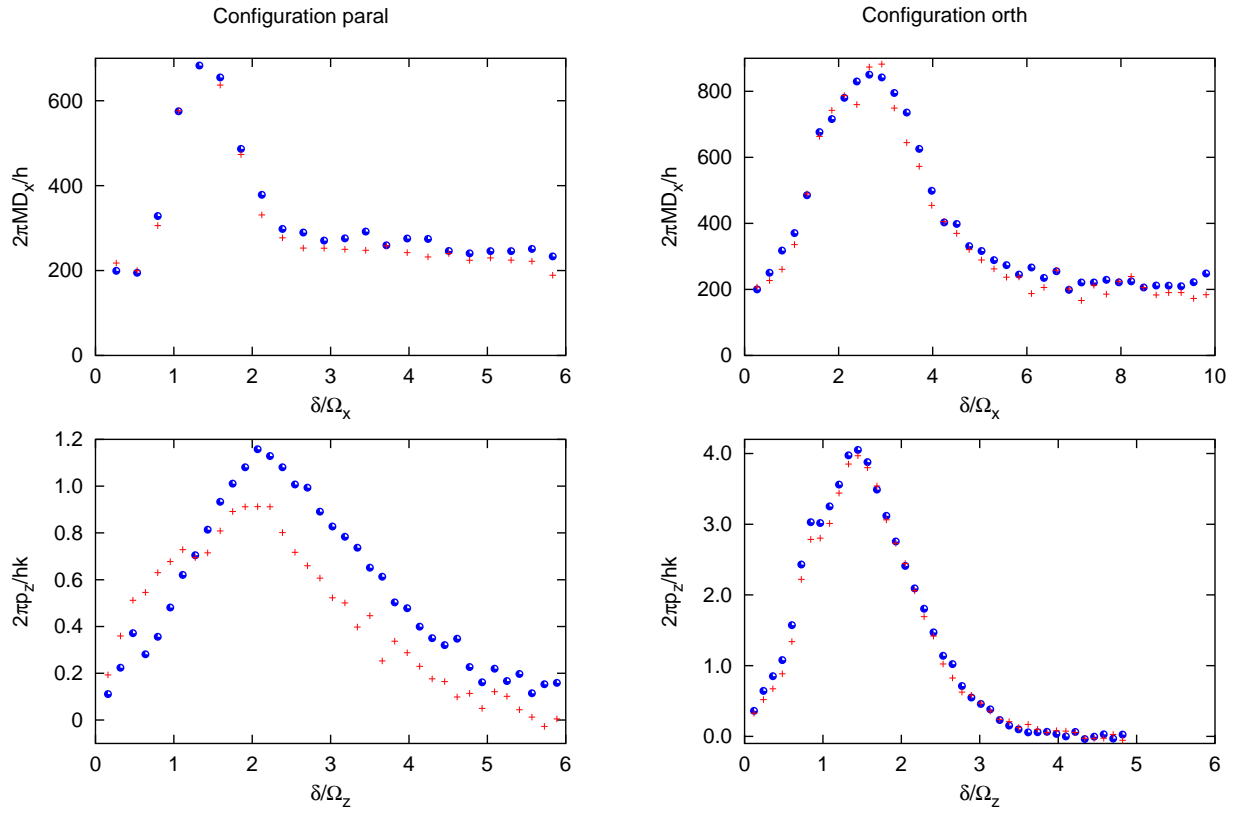 Configuration paral
Configuration orth
2πMD_x/h
600
400
200
0
0 1 2 3 4 5 6
δ/Ω_x
2πMD_x/h
800
600
400
200
0
0 2 4 6 8 10
δ/Ω_x
2πp_z/hk
1.2
1.0
0.8
0.6
0.4
0.2
0
0 1 2 3 4 5 6
δ/Ω_z
2πp_z/hk
4.0
3.0
2.0
1.0
0.0
0 1 2 3 4 5 6
δ/Ω_z